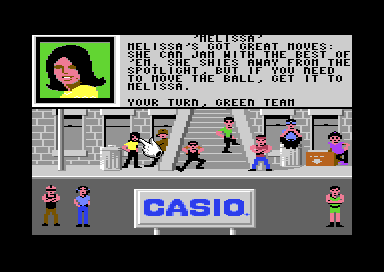 'MELISSA'
MELISSA'S GOT GREAT MOVES:
SHE CAN JAM WITH THE BEST OF
'EM. SHE SHIES AWAY FROM THE
SPOTLIGHT, BUT IF YOU NEED
TO MOVE THE BALL, GET IT TO
MELISSA.
YOUR TURN, GREEN TEAM
CASIO.